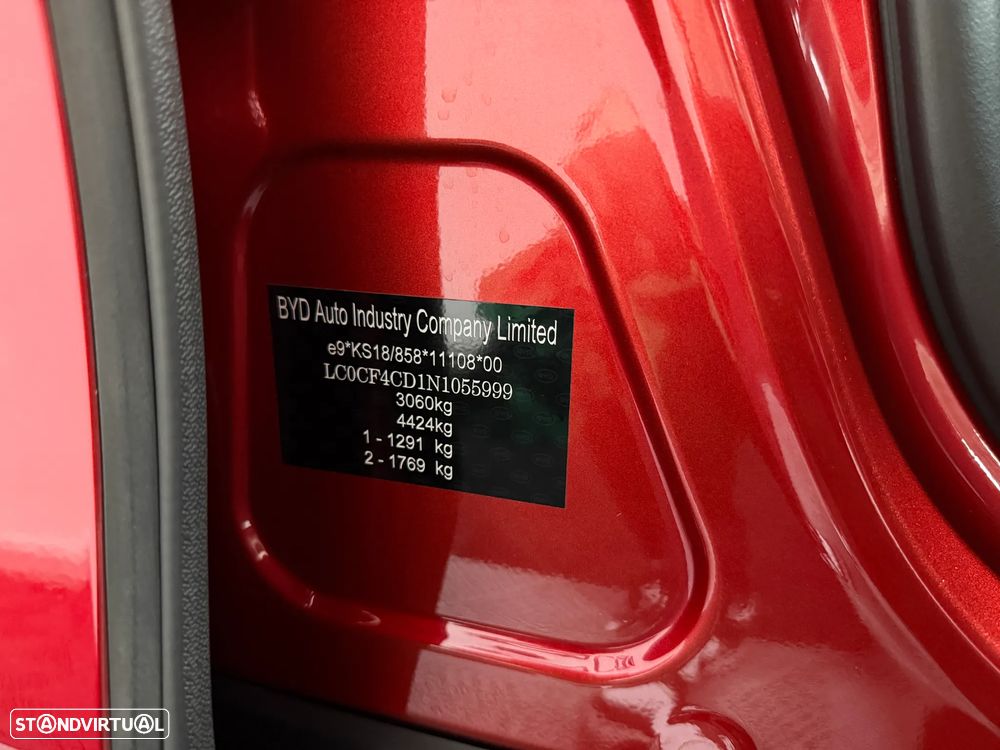 BYD Auto Industry Company Limited
e9*KS18/858*11108*00
LC0CF4CD1N1055999
3060kg
4424kg
1 - 1291 kg
2 - 1769 kg
STANDVIRTUAL